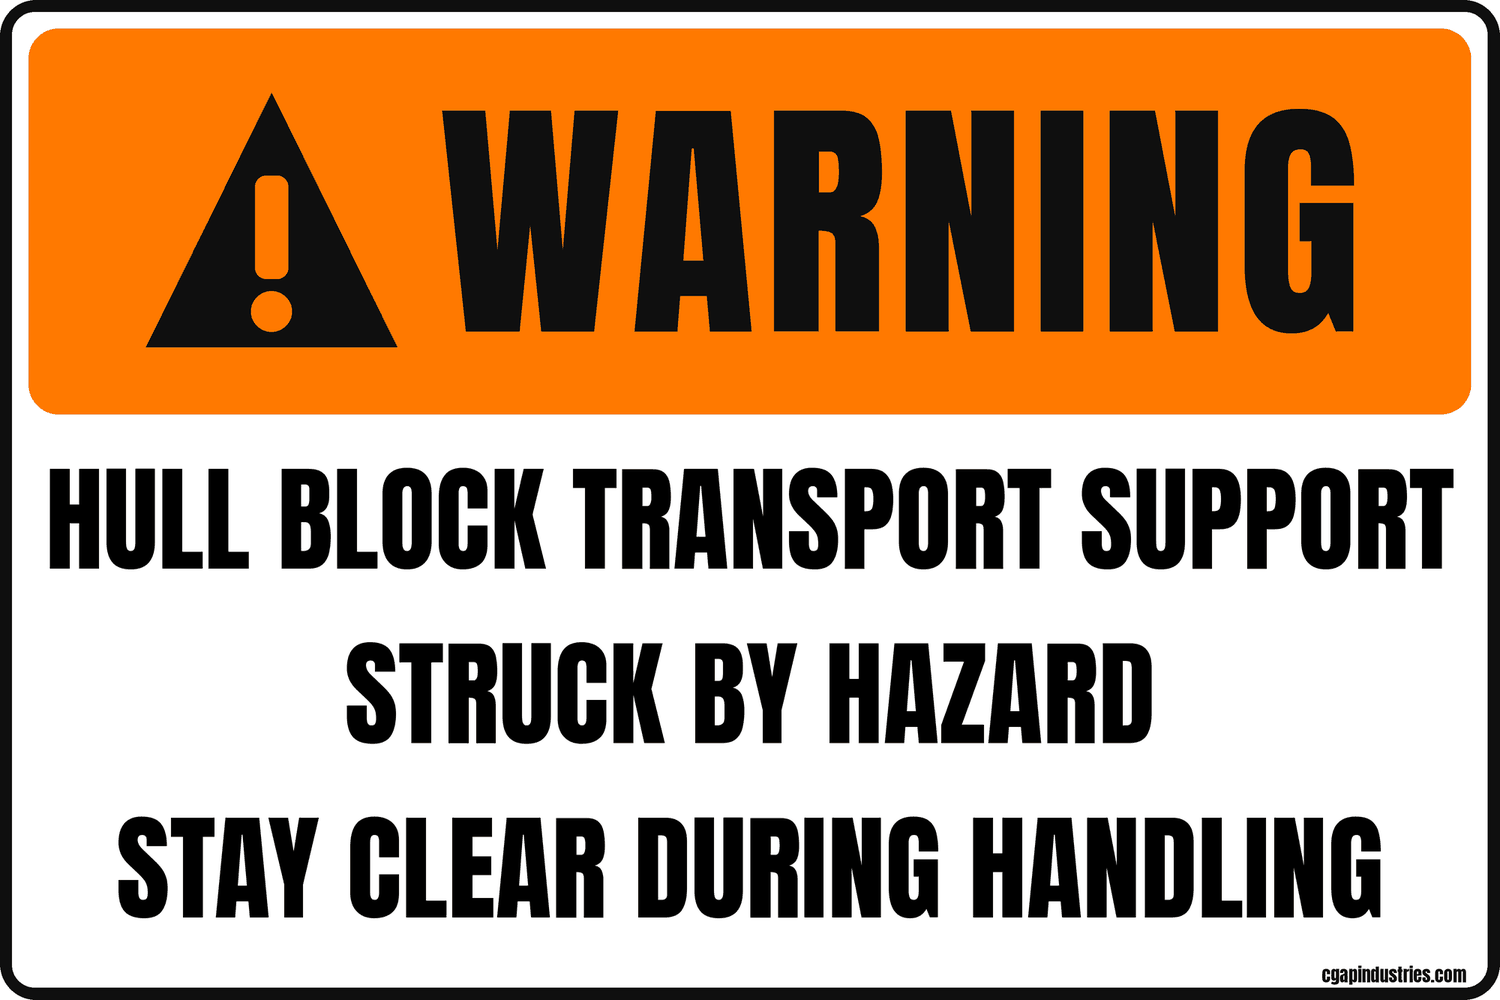 WARNING
HULL BLOCK TRANSPORT SUPPORT
STRUCK BY HAZARD
STAY CLEAR DURING HANDLING
cgapindustries.com